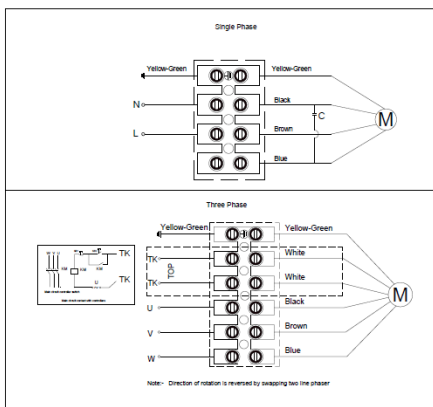 Single Phase
Yellow-Green
Yellow-Green
N
Black
C
M
L
Brown
Blue
Three Phase
Yellow-Green
Yellow-Green
TK
TK
White
TOP
TK
White
TK
U
Black
M
V
Brown
W
Blue
Note:- Direction of rotation is reversed by swapping two line phaser